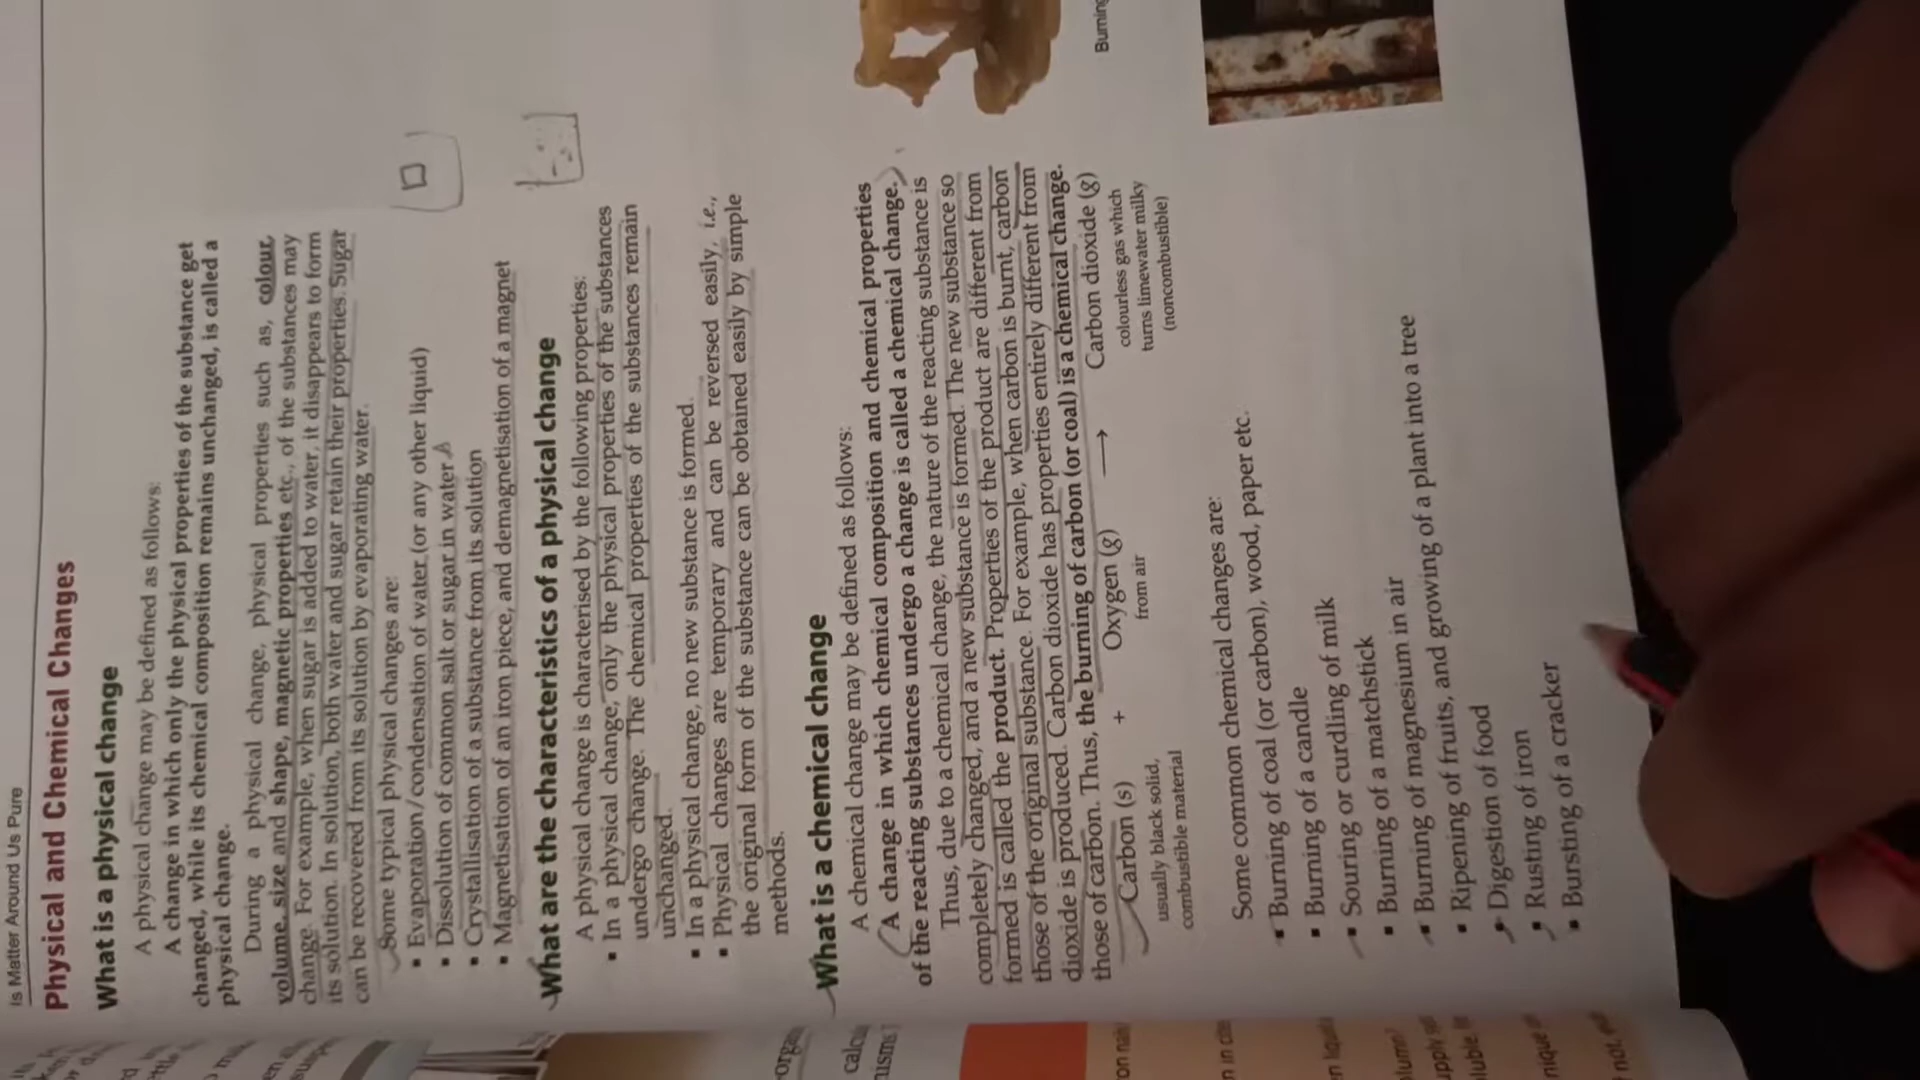 is Matter Around Us Pure
Physical and Chemical Changes
What is a physical change
A physical change may be defined as follows:
A change in which only the physical properties of the substance get
changed, while its chemical composition remains unchanged, is called a
physical change.
During a physical change, physical properties such as, colour,
volume, size and shape, magnetic properties etc., of the substances may
change. For example, when sugar is added to water, it disappears to form
its solution. In solution, both water and sugar retain their properties. Sugar
can be recovered from its solution by evaporating water.
Some typical physical changes are:
▪ Evaporation/condensation of water (or any other liquid)
▪ Dissolution of common salt or sugar in water
▪ Crystallisation of a substance from its solution
▪ Magnetisation of an iron piece, and demagnetisation of a magnet
What are the characteristics of a physical change
A physical change is characterised by the following properties:
▪ In a physical change, only the physical properties of the substances
undergo change. The chemical properties of the substances remain
unchanged.
▪ In a physical change, no new substance is formed.
▪ Physical changes are temporary and can be reversed easily, i.e.,
the original form of the substance can be obtained easily by simple
methods.
What is a chemical change
A chemical change may be defined as follows:
A change in which chemical composition and chemical properties
of the reacting substances undergo a change is called a chemical change.
Thus, due to a chemical change, the nature of the reacting substance is
completely changed, and a new substance is formed. The new substance so
formed is called the product. Properties of the product are different from
those of the original substance. For example, when carbon is burnt, carbon
dioxide is produced. Carbon dioxide has properties entirely different from
those of carbon. Thus, the burning of carbon (or coal) is a chemical change.
Carbon (s) + Oxygen (g) → Carbon dioxide (g)
usually black solid, from air colourless gas which
combustible material turns limewater milky
(noncombustible)
Some common chemical changes are:
▪ Burning of coal (or carbon), wood, paper etc.
▪ Burning of a candle
▪ Souring or curdling of milk
▪ Burning of a matchstick
▪ Burning of magnesium in air
▪ Ripening of fruits, and growing of a plant into a tree
▪ Digestion of food
▪ Rusting of iron
▪ Bursting of a cracker
Burning